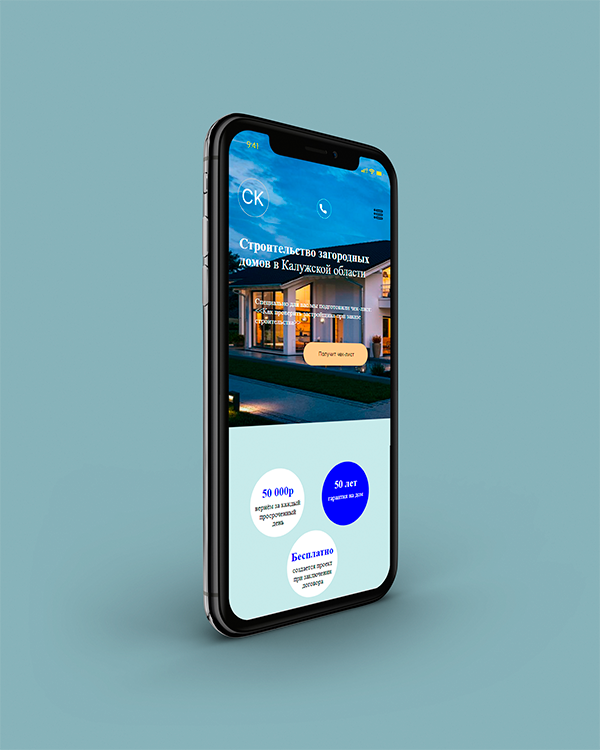 9:41
СК
Строительство загородных
домов в Калужской области
Специально для вас мы подготовили чек-лист
<<Как проверить застройщика при заказе
строительства>>
Получит чек-лист
50 000р
вернём за каждый
просроченный
день
50 лет
гарантия на дом
Бесплатно
создается проект
при заключении
договора